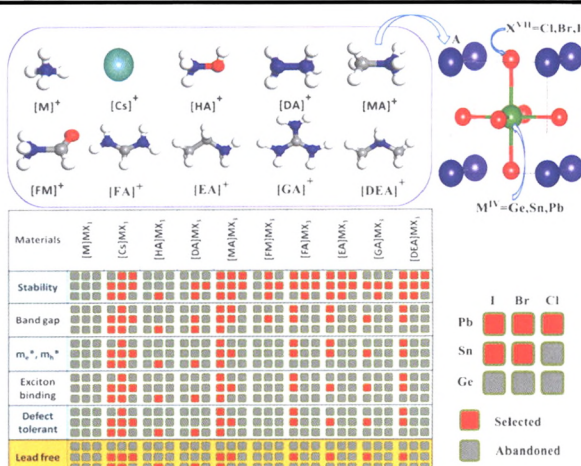 A
X^VII=Cl,Br,I
[M]⁺ [Cs]⁺ [HA]⁺ [DA]⁺ [MA]⁺
[FM]⁺ [FA]⁺ [EA]⁺ [GA]⁺ [DEA]⁺
M^IV=Ge,Sn,Pb
Materials [M]MX₃ [Cs]MX₃ [HA]MX₃ [DA]MX₃ [MA]MX₃ [FM]MX₃ [FA]MX₃ [EA]MX₃ [GA]MX₃ [DEA]MX₃
Stability
Band gap
mₑ*, mₕ*
Exciton
binding
Defect
tolerant
Lead free
I Br Cl
Pb
Sn
Ge
Selected
Abandoned